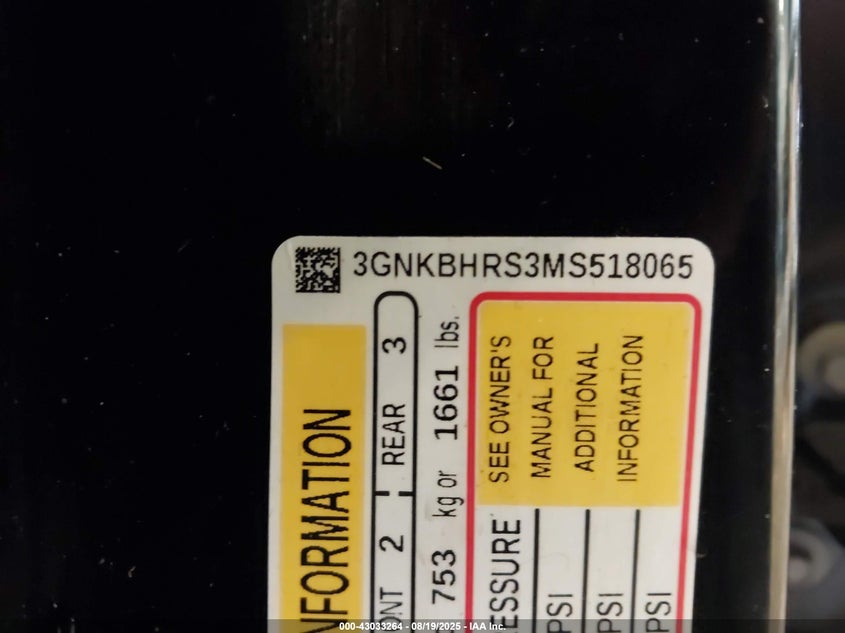 3GNKBHRS3MS518065
NFORMATION
NT 2 REAR 3
753 kg or 1661 lbs.
ESSURE
SEE OWNER'S
MANUAL FOR
ADDITIONAL
INFORMATION
PSI
PSI
PSI
000-43033264 - 08/19/2025 - IAA Inc.